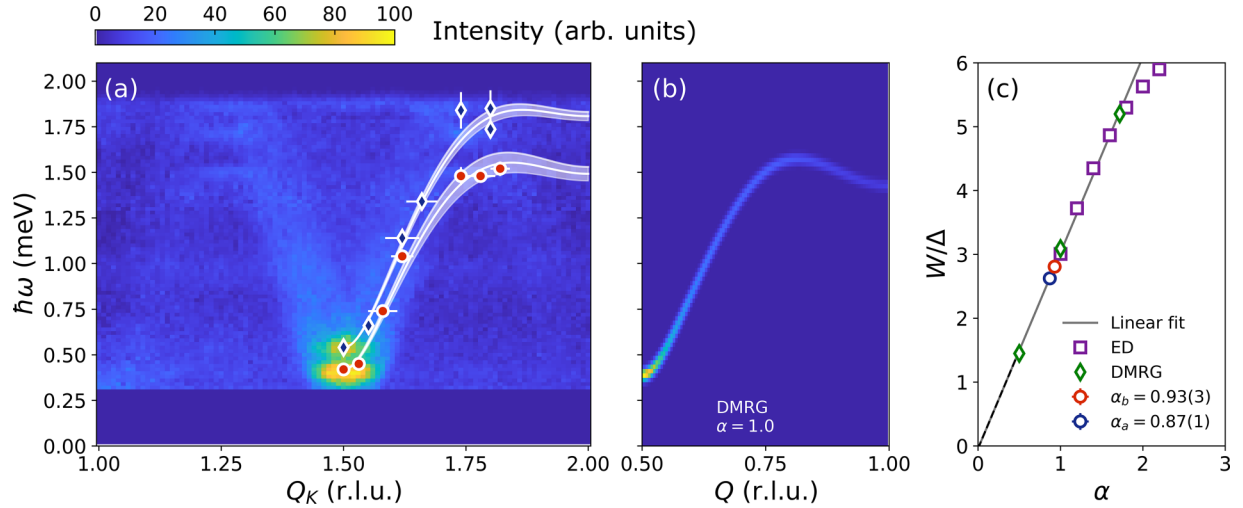 0 20 40 60 80 100 Intensity (arb. units)
(a)
2.00
1.75
1.50
1.25
1.00
0.75
0.50
0.25
0.00
ħω (meV)
1.00 1.25 1.50 1.75 2.00
Q_K (r.l.u.)
(b)
DMRG
α = 1.0
0.50 0.75 1.00
Q (r.l.u.)
(c)
6
5
4
3
2
1
0
W/Δ
Linear fit
ED
DMRG
α_b = 0.93(3)
α_a = 0.87(1)
0 1 2 3
α